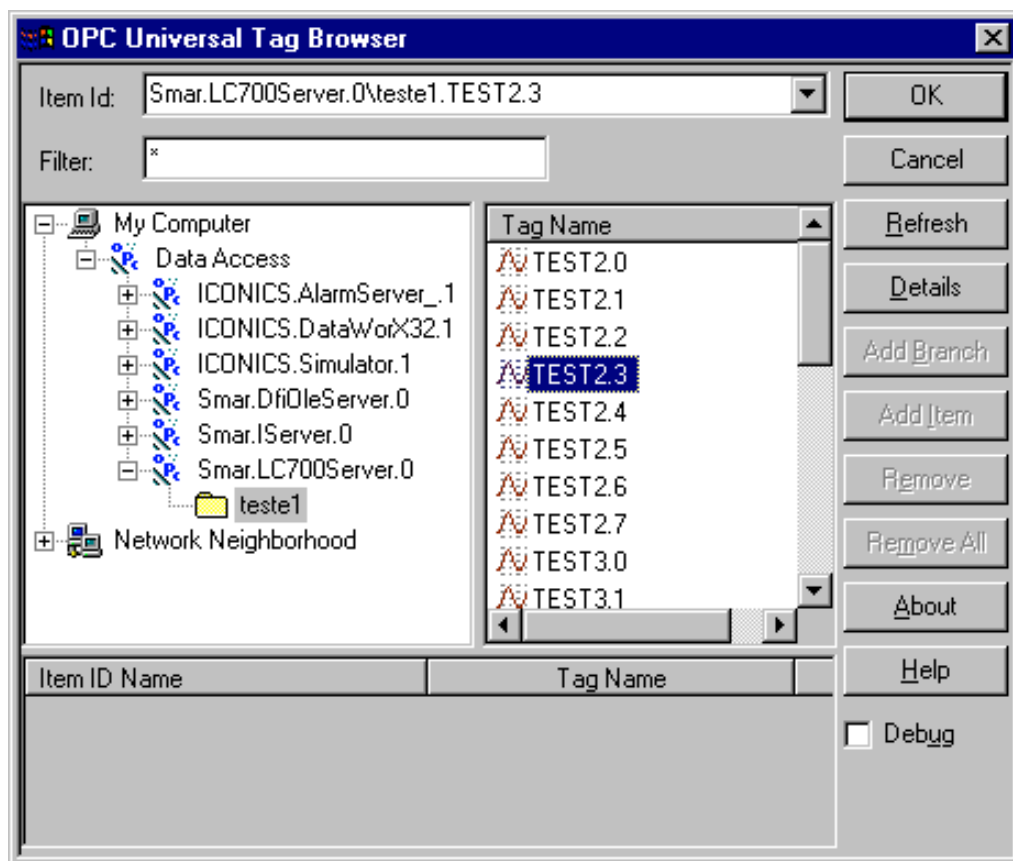 OPC Universal Tag Browser
Item Id: Smar.LC700Server.0\teste1.TEST2.3
OK
Filter: *
Cancel
My Computer
Data Access
ICONICS.AlarmServer_.1
ICONICS.DataWorX32.1
ICONICS.Simulator.1
Smar.DfiOleServer.0
Smar.IServer.0
Smar.LC700Server.0
teste1
Network Neighborhood
Tag Name
TEST2.0
TEST2.1
TEST2.2
TEST2.3
TEST2.4
TEST2.5
TEST2.6
TEST2.7
TEST3.0
TEST3.1
Refresh
Details
Add Branch
Add Item
Remove
Remove All
About
Help
Debug
Item ID Name Tag Name